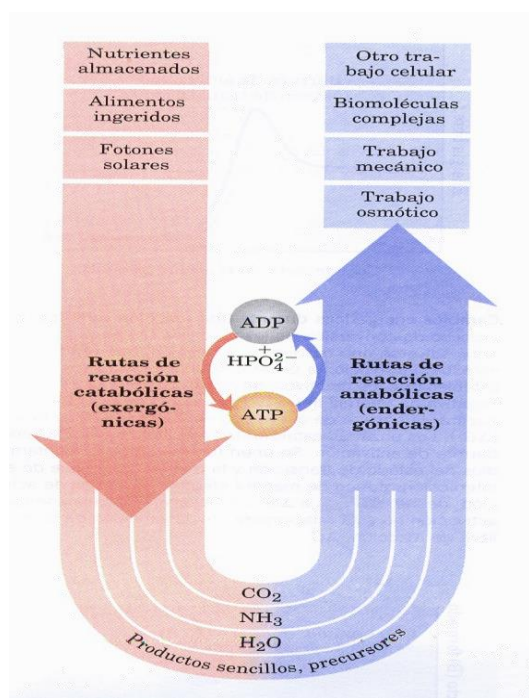 Nutrientes
almacenados
Alimentos
ingeridos
Fotones
solares
Otro tra-
bajo celular
Biomoléculas
complejas
Trabajo
mecánico
Trabajo
osmótico
ADP
+
HPO₄²⁻
ATP
Rutas de
reacción
catabólicas
(exergó-
nicas)
Rutas de
reacción
anabólicas
(ender-
gónicas)
CO₂
NH₃
H₂O
Productos sencillos, precursores